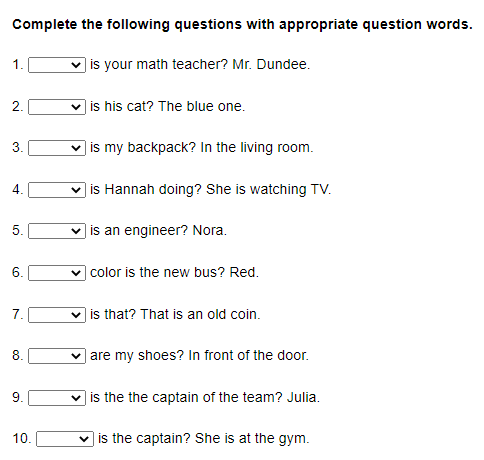 Complete the following questions with appropriate question words.
1. is your math teacher? Mr. Dundee.
2. is his cat? The blue one.
3. is my backpack? In the living room.
4. is Hannah doing? She is watching TV.
5. is an engineer? Nora.
6. color is the new bus? Red.
7. is that? That is an old coin.
8. are my shoes? In front of the door.
9. is the the captain of the team? Julia.
10. is the captain? She is at the gym.